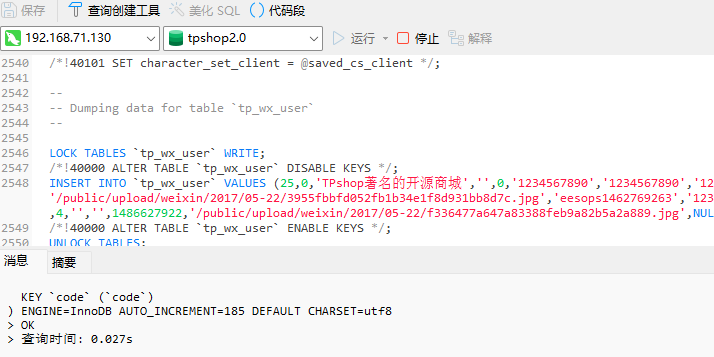 保存 查询创建工具 美化 SQL () 代码段
192.168.71.130 tpshop2.0 运行 停止 解释
2540 /*!40101 SET character_set_client = @saved_cs_client */;
2541
2542 --
2543 -- Dumping data for table `tp_wx_user`
2544 --
2545
2546 LOCK TABLES `tp_wx_user` WRITE;
2547 /*!40000 ALTER TABLE `tp_wx_user` DISABLE KEYS */;
2548 INSERT INTO `tp_wx_user` VALUES (25,0,'TPshop著名的开源商城','',0,'1234567890','1234567890','12
'/public/upload/weixin/2017/05-22/3955fbbfd052fb1b34e1f8d931bb8d7c.jpg','eesops1462769263','123
,4,'','',1486627922,'/public/upload/weixin/2017/05-22/f336477a647a83388feb9a82b5a2a889.jpg',NUL
2549 /*!40000 ALTER TABLE `tp_wx_user` ENABLE KEYS */;
2550 UNLOCK TABLES;
消息 摘要
KEY `code` (`code`)
) ENGINE=InnoDB AUTO_INCREMENT=185 DEFAULT CHARSET=utf8
> OK
> 查询时间: 0.027s